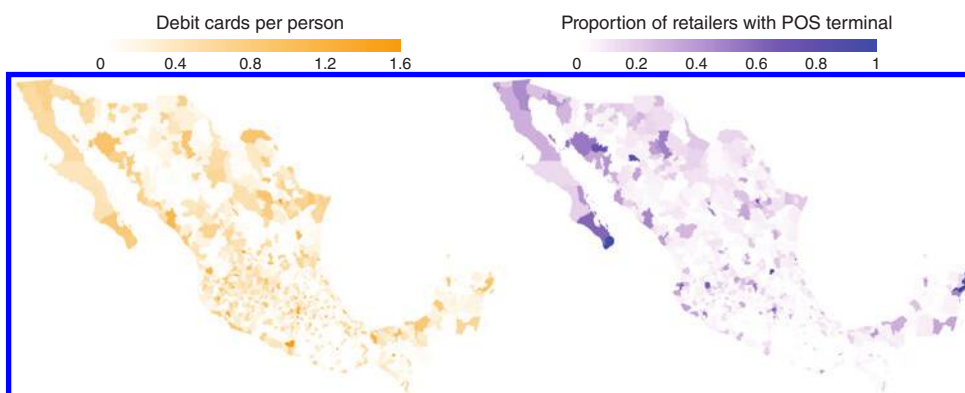 Debit cards per person
0 0.4 0.8 1.2 1.6
Proportion of retailers with POS terminal
0 0.2 0.4 0.6 0.8 1